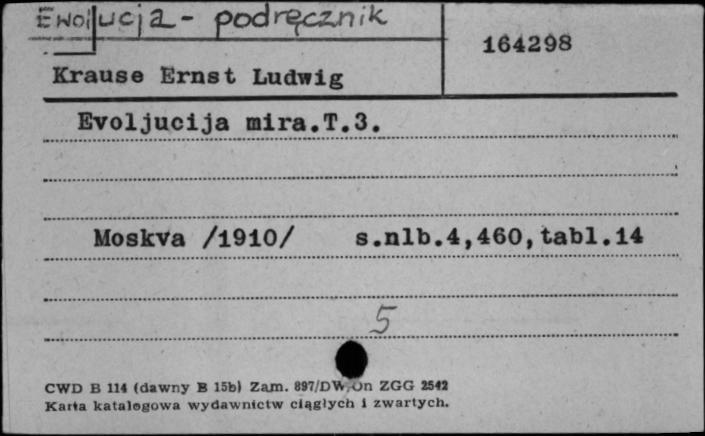 Ewolucja - podręcznik
164298
Krause Ernst Ludwig
Evoljucija mira.T.3.
Moskva /1910/ s.nlb.4,460,tabl.14
5
CWD B 114 (dawny B 15b) Zam. 897/DW/Dn ZGG 2542
Karta katalogowa wydawnictw ciągłych i zwartych.